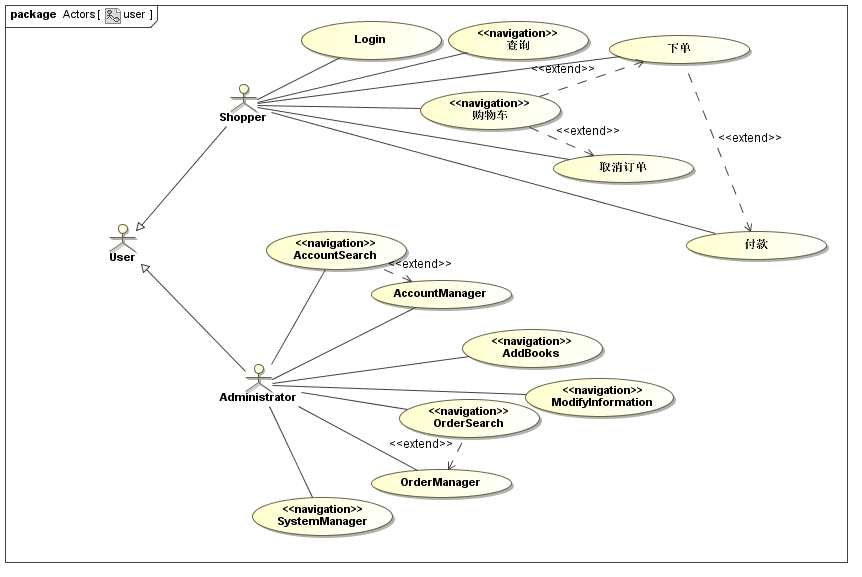 package Actors [ user ]
Login
<<navigation>>
查询
下单
<<extend>>
<<navigation>>
购物车
Shopper
<<extend>>
<<extend>>
取消订单
付款
User
<<navigation>>
AccountSearch
<<extend>>
AccountManager
<<navigation>>
AddBooks
Administrator
<<navigation>>
ModifyInformation
<<navigation>>
OrderSearch
<<extend>>
OrderManager
<<navigation>>
SystemManager